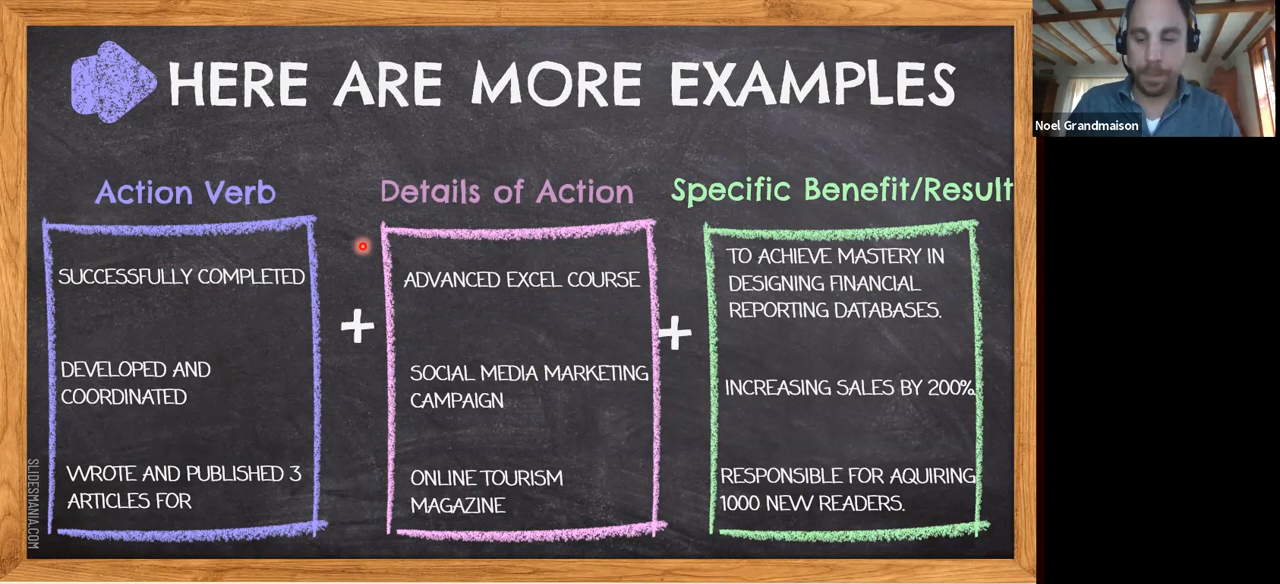 HERE ARE MORE EXAMPLES
Noel Grandmaison
Action Verb
Details of Action
Specific Benefit/Result
SUCCESSFULLY COMPLETED
ADVANCED EXCEL COURSE
TO ACHIEVE MASTERY IN
DESIGNING FINANCIAL
REPORTING DATABASES.
+
+
DEVELOPED AND
COORDINATED
SOCIAL MEDIA MARKETING
CAMPAIGN
INCREASING SALES BY 200%.
WROTE AND PUBLISHED 3
ARTICLES FOR
ONLINE TOURISM
MAGAZINE
RESPONSIBLE FOR AQUIRING
1000 NEW READERS.
SLIDESMANIA.COM